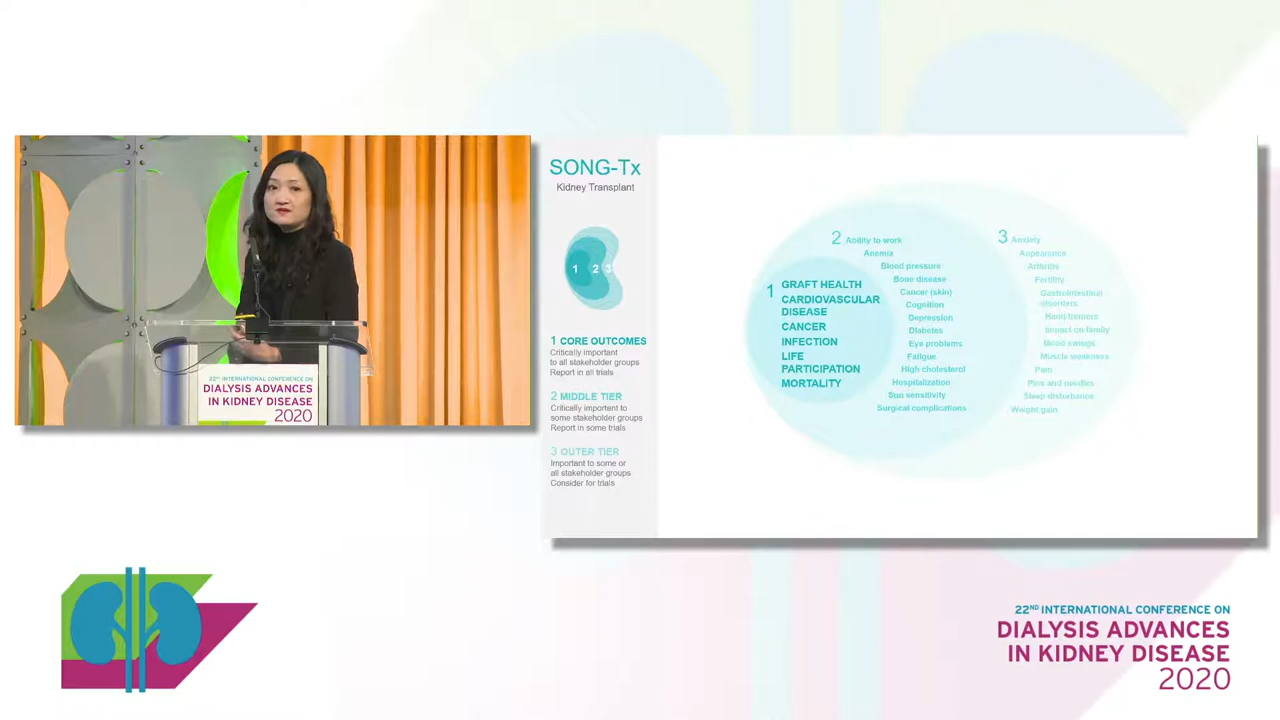 22ND INTERNATIONAL CONFERENCE ON
DIALYSIS ADVANCES
IN KIDNEY DISEASE
2020
SONG-Tx
Kidney Transplant
1 2 3
1 CORE OUTCOMES
Critically important
to all stakeholder groups
Report in all trials
2 MIDDLE TIER
Critically important to
some stakeholder groups
Report in some trials
3 OUTER TIER
Important to some or
all stakeholder groups
Consider for trials
1 GRAFT HEALTH
CARDIOVASCULAR
DISEASE
CANCER
INFECTION
LIFE
PARTICIPATION
MORTALITY
2 Ability to work
Anemia
Blood pressure
Bone disease
Cancer (skin)
Cognition
Depression
Diabetes
Eye problems
Fatigue
High cholesterol
Hospitalization
Sun sensitivity
Surgical complications
3 Anxiety
Appearance
Arthritis
Fertility
Gastrointestinal
disorders
Hand tremors
Impact on family
Mood swings
Muscle weakness
Pain
Pins and needles
Sleep disturbance
Weight gain
22ND INTERNATIONAL CONFERENCE ON
DIALYSIS ADVANCES
IN KIDNEY DISEASE
2020